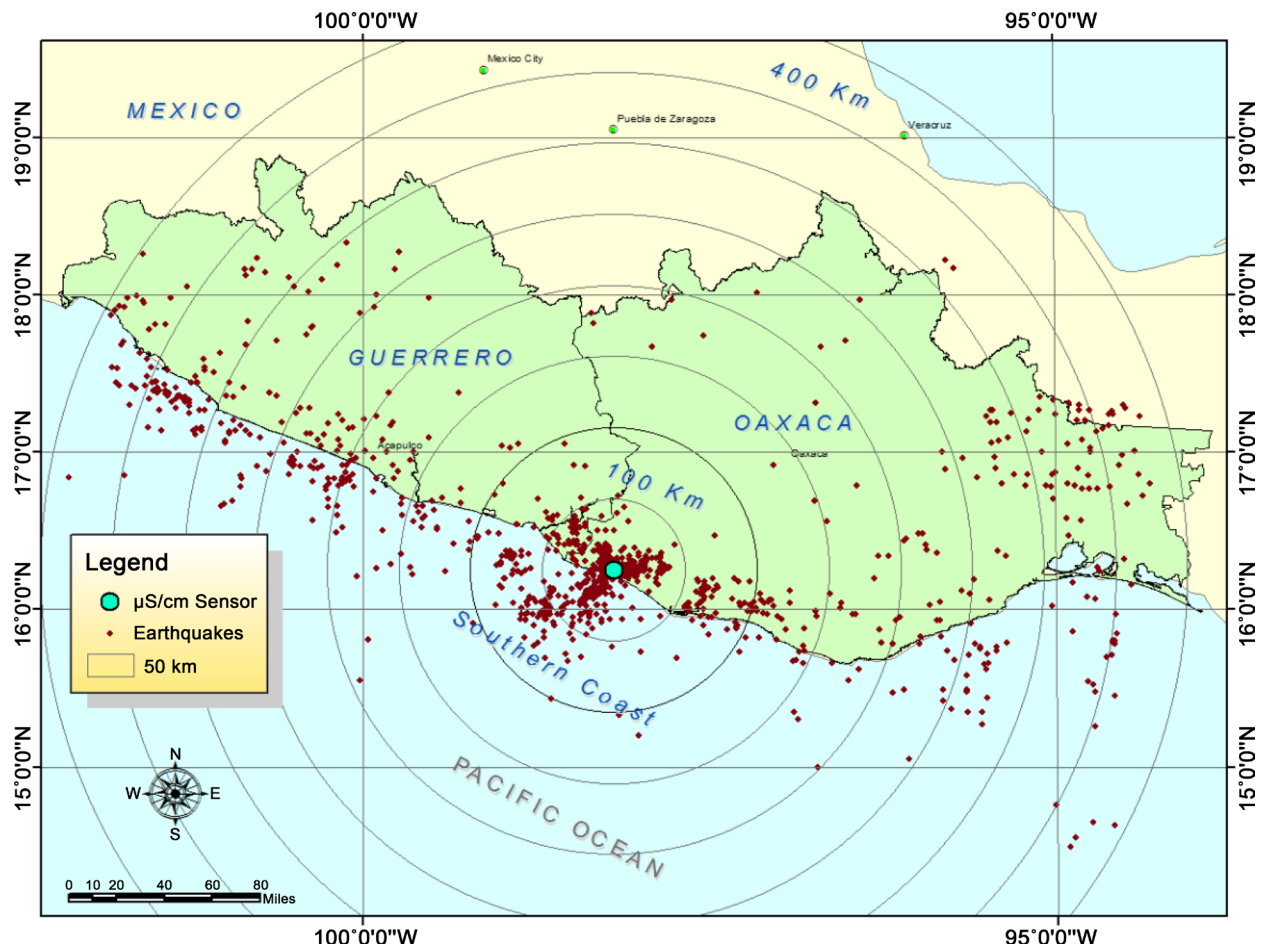 100°0'0"W 95°0'0"W
Mexico City
400 Km
MEXICO
Puebla de Zaragoza
Veracruz
19°0'0"N 19°0'0"N
18°0'0"N 18°0'0"N
GUERRERO
OAXACA
Acapulco
Oaxaca
17°0'0"N 17°0'0"N
100 Km
Legend
µS/cm Sensor
Earthquakes
50 km
16°0'0"N 16°0'0"N
Southern Coast
15°0'0"N 15°0'0"N
PACIFIC OCEAN
N
W E
S
0 10 20 40 60 80
Miles
100°0'0"W 95°0'0"W